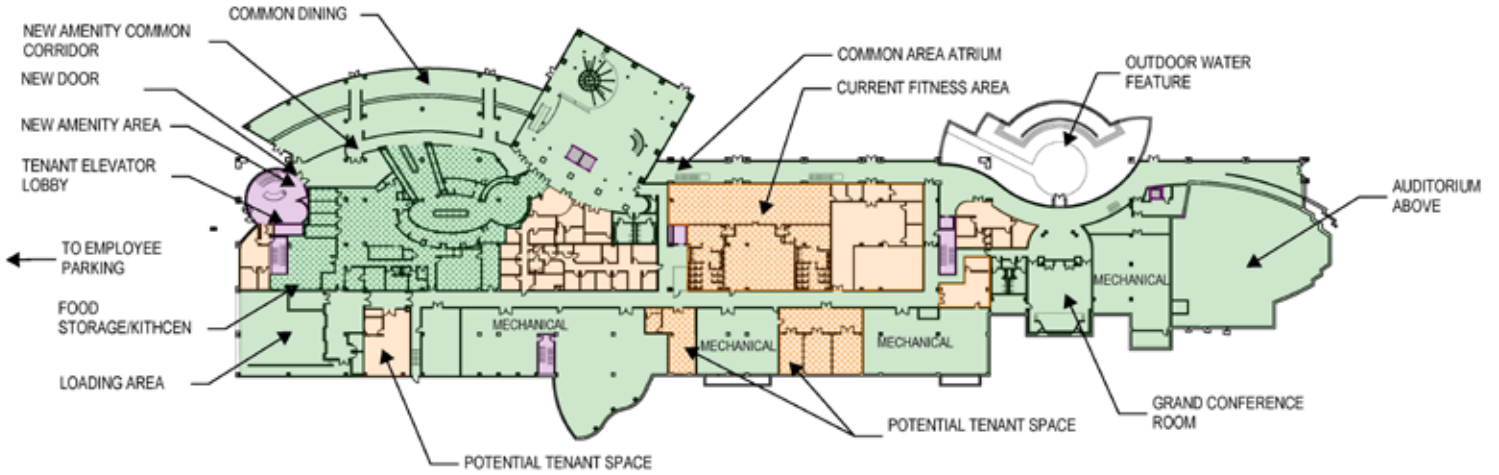 COMMON DINING
NEW AMENITY COMMON
CORRIDOR
NEW DOOR
NEW AMENITY AREA
TENANT ELEVATOR
LOBBY
TO EMPLOYEE
PARKING
FOOD
STORAGE/KITHCEN
LOADING AREA
COMMON AREA ATRIUM
CURRENT FITNESS AREA
OUTDOOR WATER
FEATURE
AUDITORIUM
ABOVE
MECHANICAL
MECHANICAL
MECHANICAL
MECHANICAL
GRAND CONFERENCE
ROOM
POTENTIAL TENANT SPACE
POTENTIAL TENANT SPACE